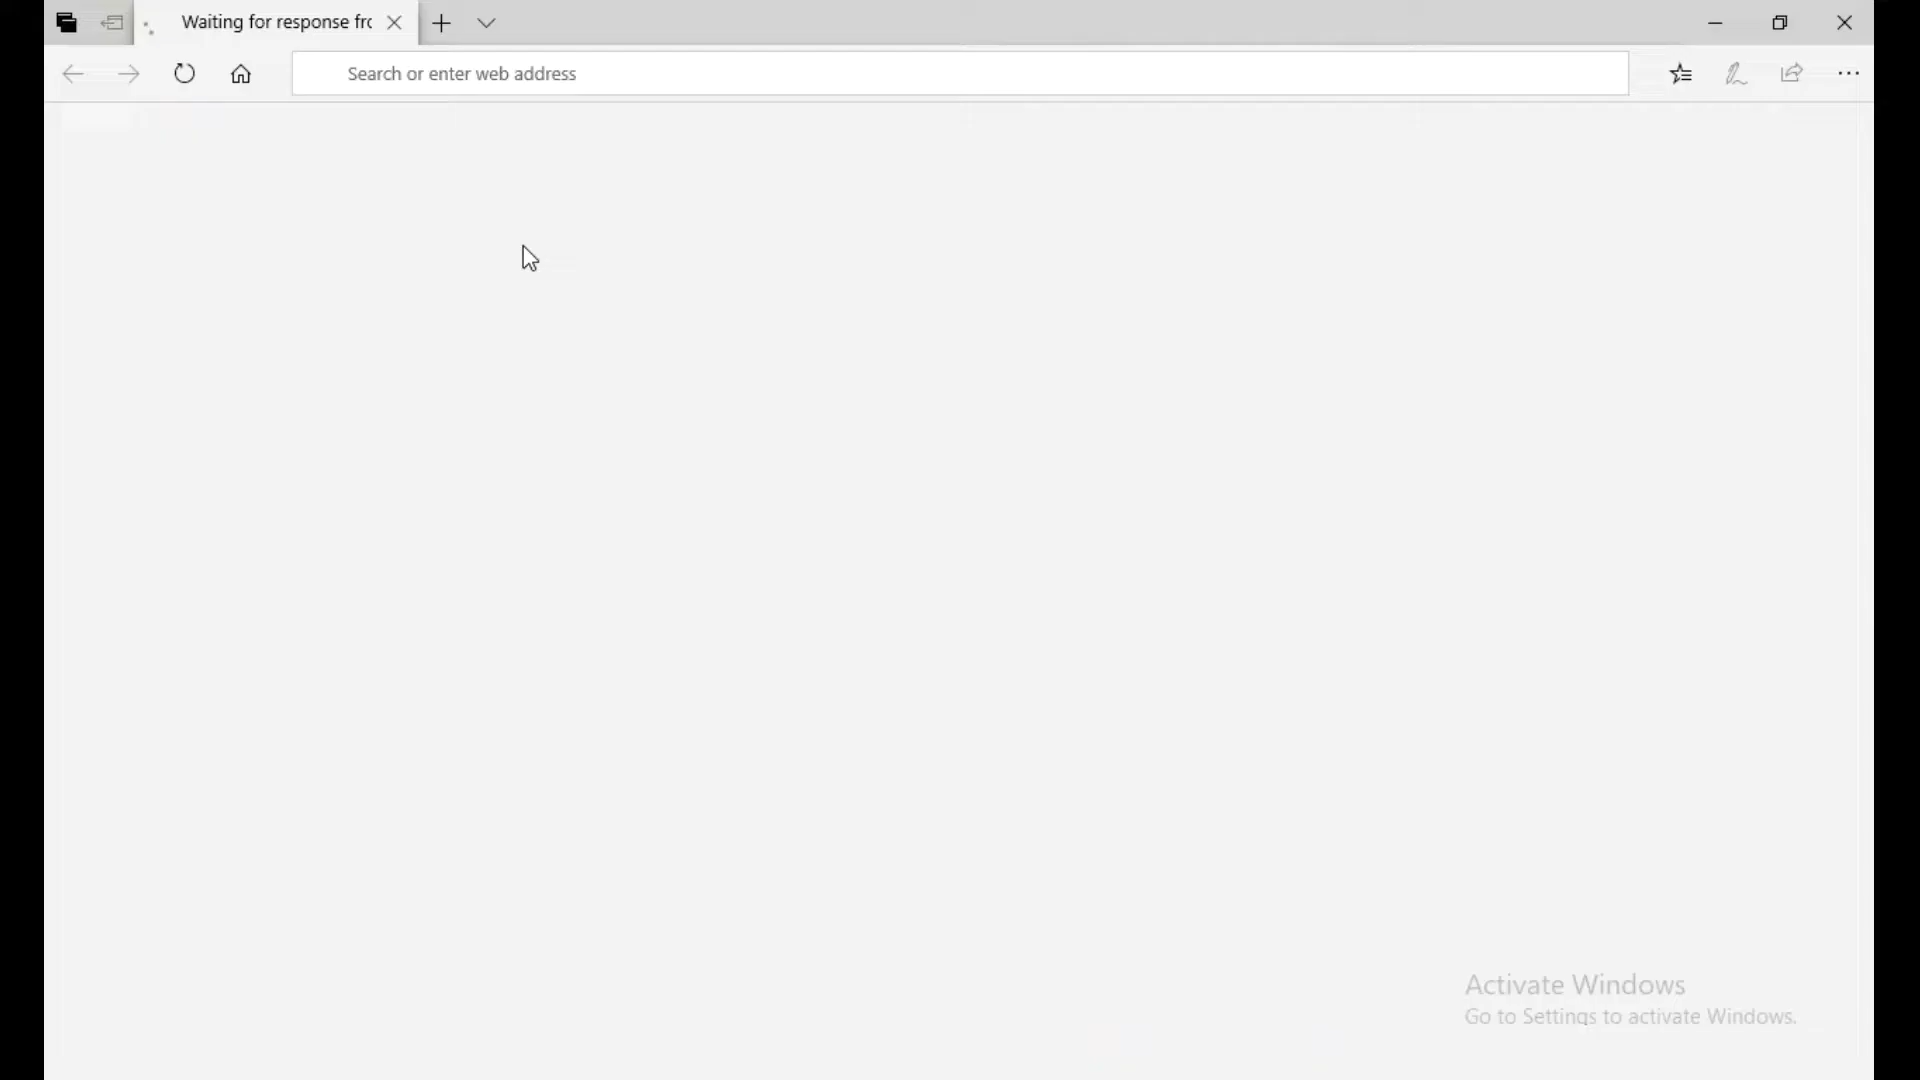 Waiting for response frc
Search or enter web address
Activate Windows
Go to Settings to activate Windows.